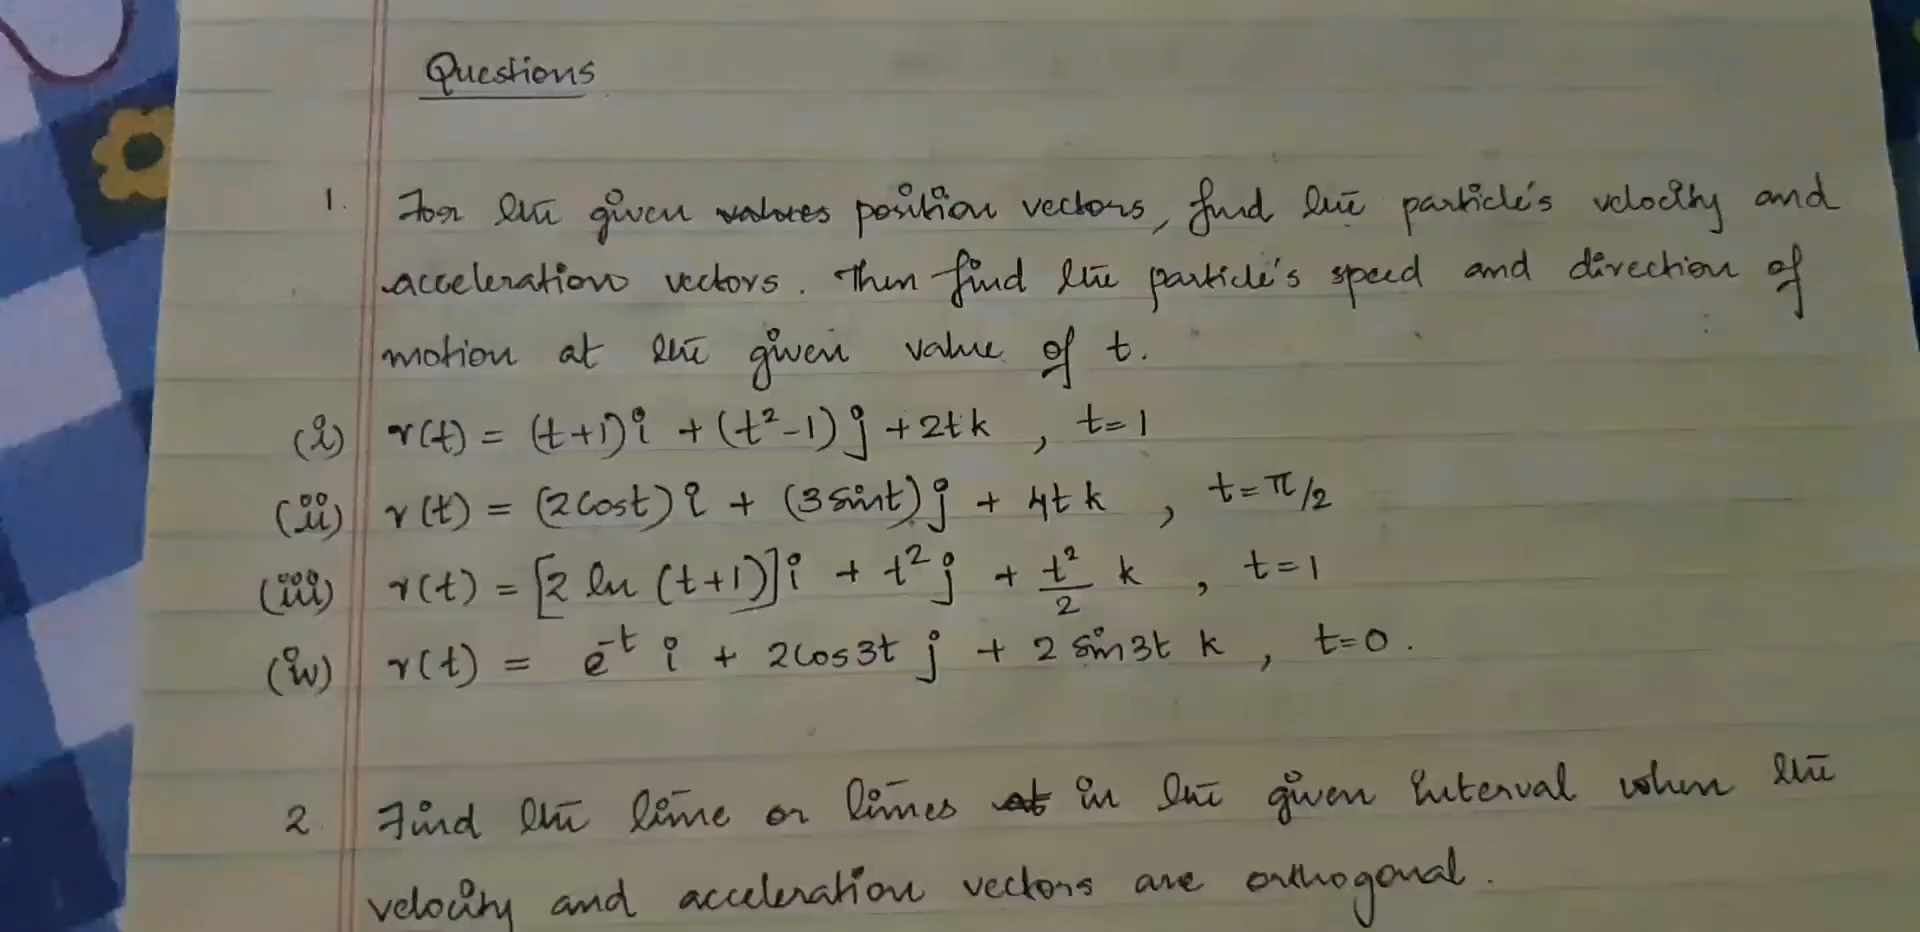 Questions
1. For the given values position vectors, find the particle's velocity and
acceleration vectors. Then find the particle's speed and direction of
motion at the given value of t.
(i) r(t) = (t+1)i + (t²-1)j + 2tk , t=1
(ii) r(t) = (2cost)i + (3sint)j + 4tk , t=π/2
(iii) r(t) = [2 ln (t+1)]i + t²j + t²/2 k , t=1
(iv) r(t) = e^-t i + 2cos3t j + 2 sin3t k , t=0.
2. Find the time or times at in the given interval when the
velocity and acceleration vectors are orthogonal.